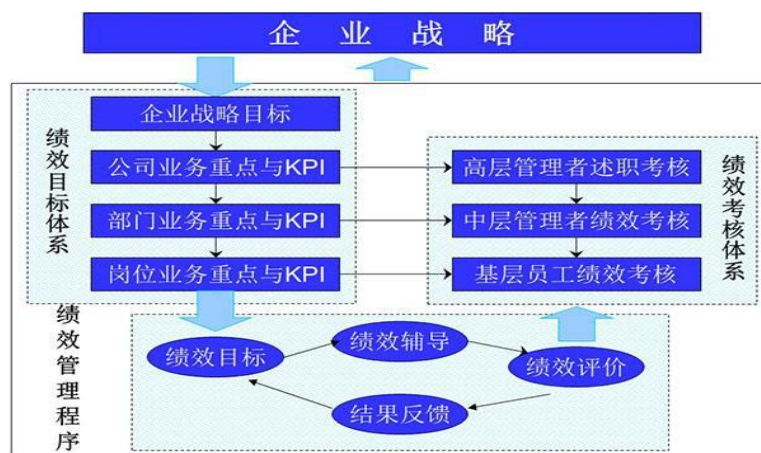 企业战略
绩效目标体系
企业战略目标
公司业务重点与KPI
部门业务重点与KPI
岗位业务重点与KPI
高层管理者述职考核
中层管理者绩效考核
基层员工绩效考核
绩效考核体系
绩效管理程序
绩效目标
绩效辅导
绩效评价
结果反馈